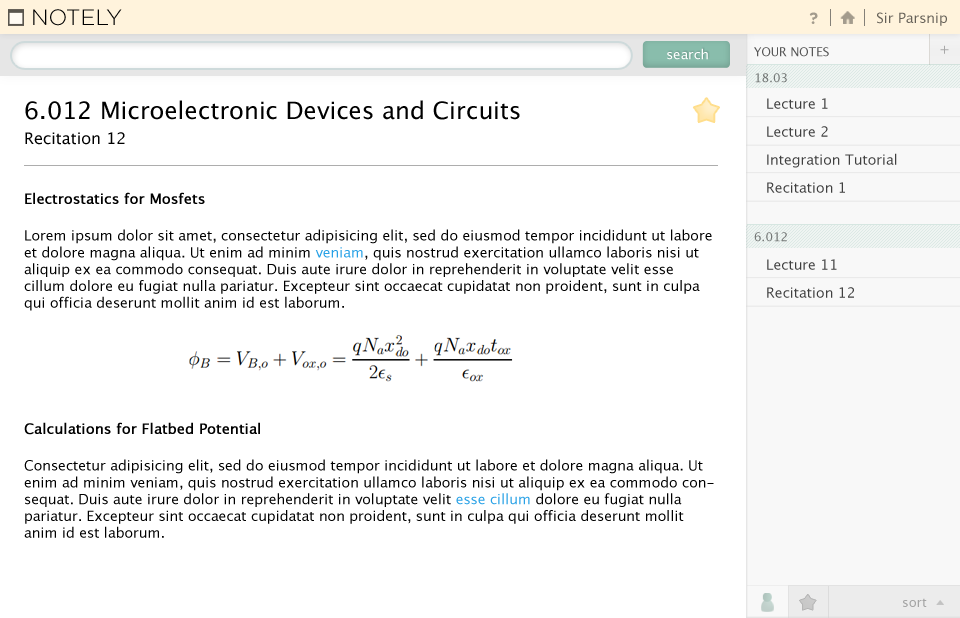 NOTELY
? | | Sir Parsnip
search
YOUR NOTES +
6.012 Microelectronic Devices and Circuits
Recitation 12
Electrostatics for Mosfets
Lorem ipsum dolor sit amet, consectetur adipisicing elit, sed do eiusmod tempor incididunt ut labore
et dolore magna aliqua. Ut enim ad minim veniam, quis nostrud exercitation ullamco laboris nisi ut
aliquip ex ea commodo consequat. Duis aute irure dolor in reprehenderit in voluptate velit esse
cillum dolore eu fugiat nulla pariatur. Excepteur sint occaecat cupidatat non proident, sunt in culpa
qui officia deserunt mollit anim id est laborum.
ϕ_B = V_{B,o} + V_{ox,o} = \frac{qN_a x_{do}^2}{2ϵ_s} + \frac{qN_a x_{do} t_{ox}}{ϵ_{ox}}
Calculations for Flatbed Potential
Consectetur adipisicing elit, sed do eiusmod tempor incididunt ut labore et dolore magna aliqua. Ut
enim ad minim veniam, quis nostrud exercitation ullamco laboris nisi ut aliquip ex ea commodo con-
sequat. Duis aute irure dolor in reprehenderit in voluptate velit esse cillum dolore eu fugiat nulla
pariatur. Excepteur sint occaecat cupidatat non proident, sunt in culpa qui officia deserunt mollit
anim id est laborum.
18.03
Lecture 1
Lecture 2
Integration Tutorial
Recitation 1
6.012
Lecture 11
Recitation 12
sort